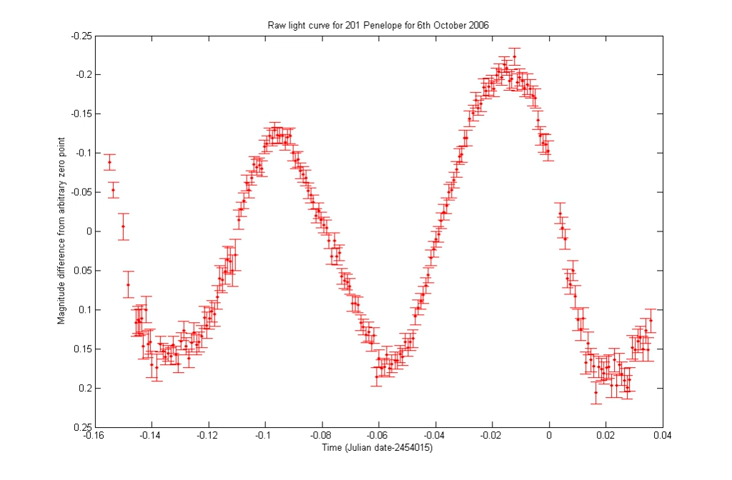 Raw light curve for 201 Penelope for 6th October 2006
Magnitude difference from arbitrary zero point
-0.25
-0.2
-0.15
-0.1
-0.05
0
0.05
0.1
0.15
0.2
0.25
-0.16 -0.14 -0.12 -0.1 -0.08 -0.06 -0.04 -0.02 0 0.02 0.04
Time (Julian date-2454015)